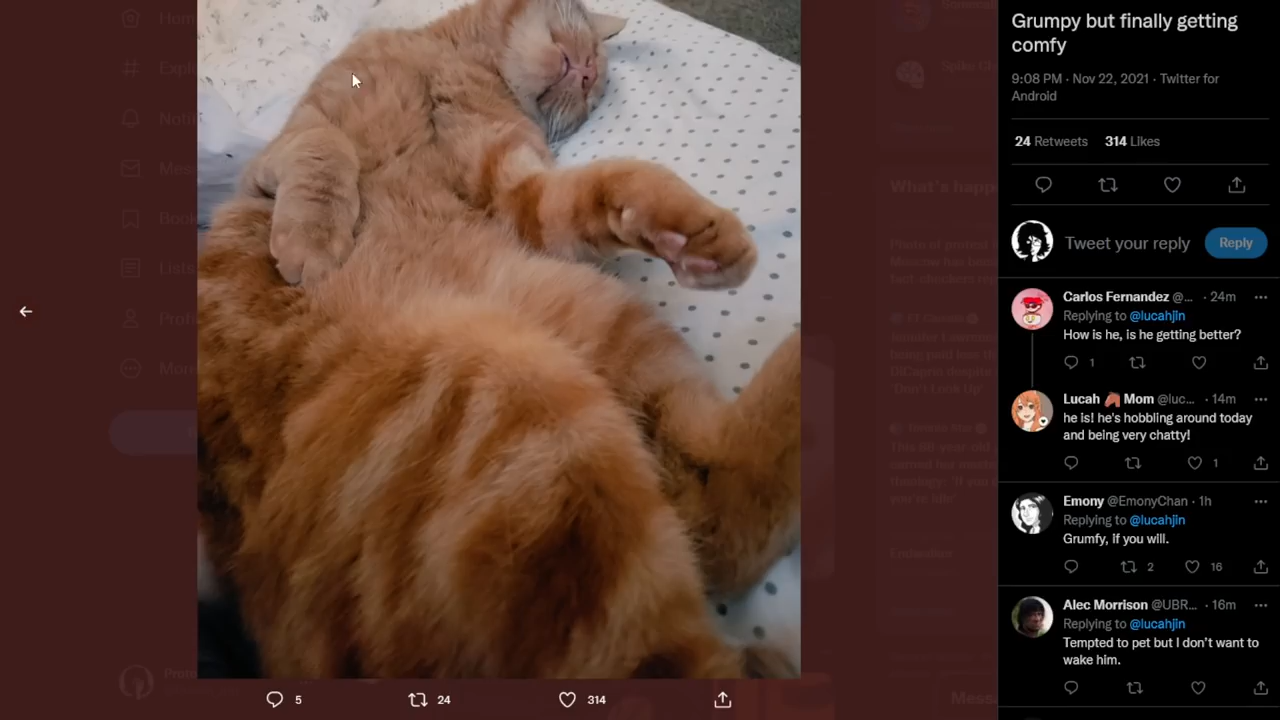 Grumpy but finally getting
comfy
9:08 PM · Nov 22, 2021 · Twitter for
Android
24 Retweets 314 Likes
Tweet your reply Reply
Carlos Fernandez @... · 24m
Replying to @lucahjin
How is he, is he getting better?
1
Lucah 🐴 Mom @luc... · 14m
he is! he's hobbling around today
and being very chatty!
1
Emony @EmonyChan · 1h
Replying to @lucahjin
Grumfy, If you will.
2 16
Alec Morrison @UBR... · 16m
Replying to @lucahjin
Tempted to pet but I don't want to
wake him.
5 24 314